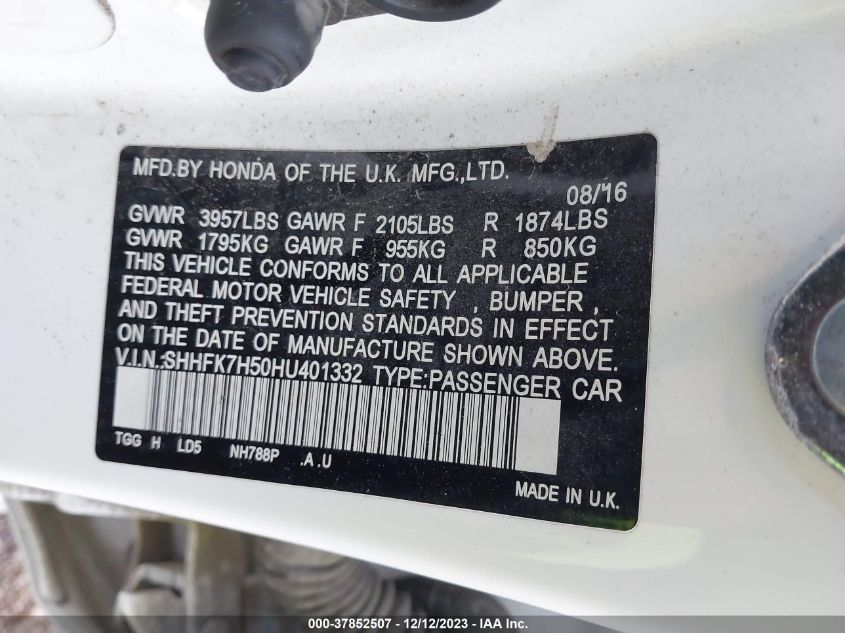 MFD.BY HONDA OF THE U.K. MFG.,LTD.
08/16
GVWR 3957LBS GAWR F 2105LBS R 1874LBS
GVWR 1795KG GAWR F 955KG R 850KG
THIS VEHICLE CONFORMS TO ALL APPLICABLE
FEDERAL MOTOR VEHICLE SAFETY , BUMPER ,
AND THEFT PREVENTION STANDARDS IN EFFECT
ON THE DATE OF MANUFACTURE SHOWN ABOVE.
V.I.N.:SHHFK7H50HU401332 TYPE:PASSENGER CAR
TGG H LD5 NH788P .A .U
MADE IN U.K.
000-37852507 - 12/12/2023 - IAA Inc.